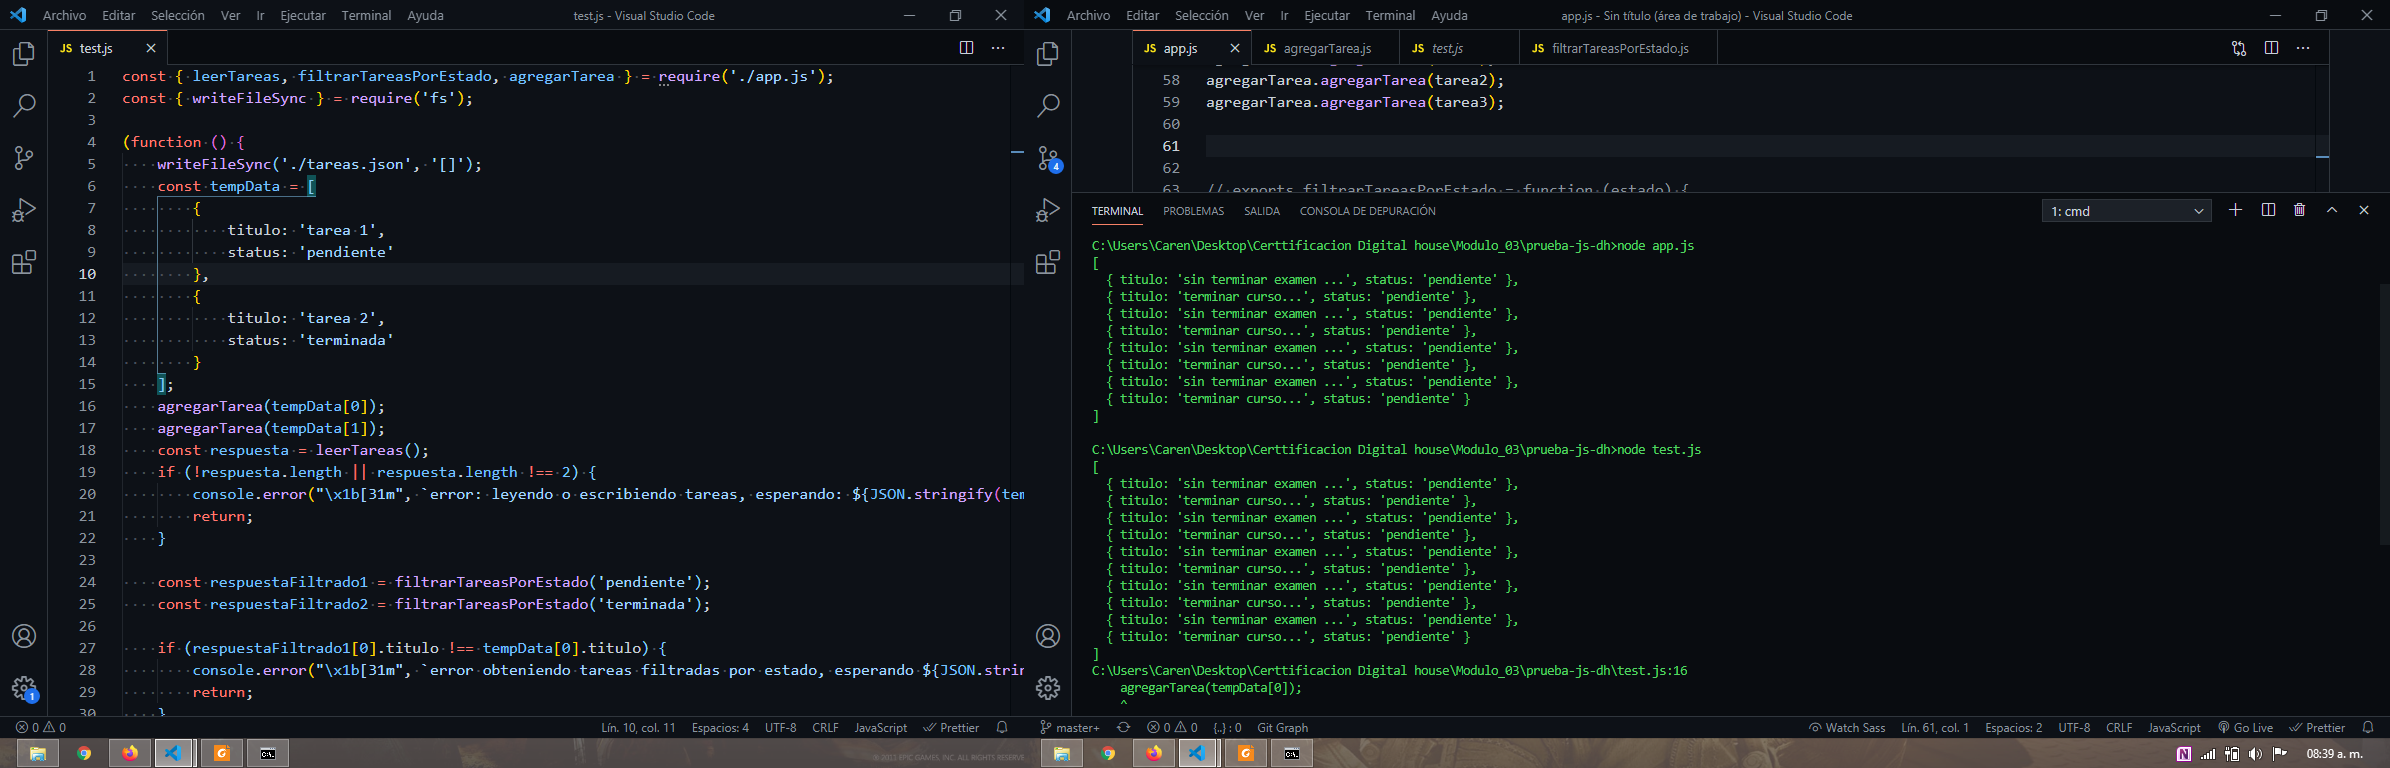 Archivo Editar Selección Ver Ir Ejecutar Terminal Ayuda test.js - Visual Studio Code
JS test.js
1 const { leerTareas, filtrarTareasPorEstado, agregarTarea } = require('./app.js');
2 const { writeFileSync } = require('fs');
3
4 (function () {
5 writeFileSync('./tareas.json', '[]');
6 const tempData = [
7 {
8 titulo: 'tarea 1',
9 status: 'pendiente'
10 },
11 {
12 titulo: 'tarea 2',
13 status: 'terminada'
14 }
15 ];
16 agregarTarea(tempData[0]);
17 agregarTarea(tempData[1]);
18 const respuesta = leerTareas();
19 if (!respuesta.length || respuesta.length !== 2) {
20 console.error("\x1b[31m", `error: leyendo o escribiendo tareas, esperando: ${JSON.stringify(tem
21 return;
22 }
23
24 const respuestaFiltrado1 = filtrarTareasPorEstado('pendiente');
25 const respuestaFiltrado2 = filtrarTareasPorEstado('terminada');
26
27 if (respuestaFiltrado1[0].titulo !== tempData[0].titulo) {
28 console.error("\x1b[31m", `error obteniendo tareas filtradas por estado, esperando ${JSON.strin
29 return;
30 }
0 0 Lín. 10, col. 11 Espacios: 4 UTF-8 CRLF JavaScript Prettier
1
Archivo Editar Selección Ver Ir Ejecutar Terminal Ayuda app.js - Sin título (área de trabajo) - Visual Studio Code
JS app.js JS agregarTarea.js JS test.js JS filtrarTareasPorEstado.js
58 agregarTarea.agregarTarea(tarea2);
59 agregarTarea.agregarTarea(tarea3);
60
61
62
63 // exports.filtrarTareasPorEstado = function (estado) {
4
TERMINAL PROBLEMAS SALIDA CONSOLA DE DEPURACIÓN 1: cmd
C:\Users\Caren\Desktop\Certtificacion Digital house\Modulo_03\prueba-js-dh>node app.js
[
{ titulo: 'sin terminar examen ...', status: 'pendiente' },
{ titulo: 'terminar curso...', status: 'pendiente' },
{ titulo: 'sin terminar examen ...', status: 'pendiente' },
{ titulo: 'terminar curso...', status: 'pendiente' },
{ titulo: 'sin terminar examen ...', status: 'pendiente' },
{ titulo: 'terminar curso...', status: 'pendiente' },
{ titulo: 'sin terminar examen ...', status: 'pendiente' },
{ titulo: 'terminar curso...', status: 'pendiente' }
]
C:\Users\Caren\Desktop\Certtificacion Digital house\Modulo_03\prueba-js-dh>node test.js
[
{ titulo: 'sin terminar examen ...', status: 'pendiente' },
{ titulo: 'terminar curso...', status: 'pendiente' },
{ titulo: 'sin terminar examen ...', status: 'pendiente' },
{ titulo: 'terminar curso...', status: 'pendiente' },
{ titulo: 'sin terminar examen ...', status: 'pendiente' },
{ titulo: 'terminar curso...', status: 'pendiente' },
{ titulo: 'sin terminar examen ...', status: 'pendiente' },
{ titulo: 'terminar curso...', status: 'pendiente' },
{ titulo: 'sin terminar examen ...', status: 'pendiente' },
{ titulo: 'terminar curso...', status: 'pendiente' }
]
C:\Users\Caren\Desktop\Certtificacion Digital house\Modulo_03\prueba-js-dh\test.js:16
agregarTarea(tempData[0]);
^
master+ 0 0 {..} : 0 Git Graph Watch Sass Lín. 61, col. 1 Espacios: 2 UTF-8 CRLF JavaScript Go Live Prettier
08:39 a. m.